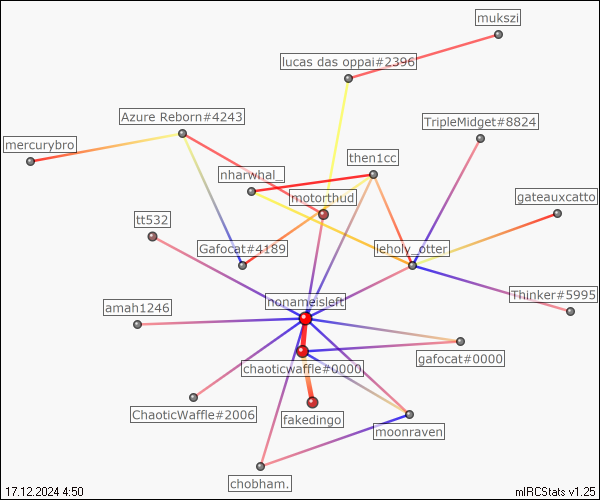 mukszi
lucas das oppai#2396
Azure Reborn#4243
TripleMidget#8824
mercurybro
then1cc
nharwhal_
motorthud
gateauxcatto
tt532
Gafocat#4189
leholy_otter
nonameisleft
Thinker#5995
amah1246
gafocat#0000
chaoticwaffle#0000
ChaoticWaffle#2006
fakedingo
moonraven
chobham.
17.12.2024 4:50
mIRCStats v1.25